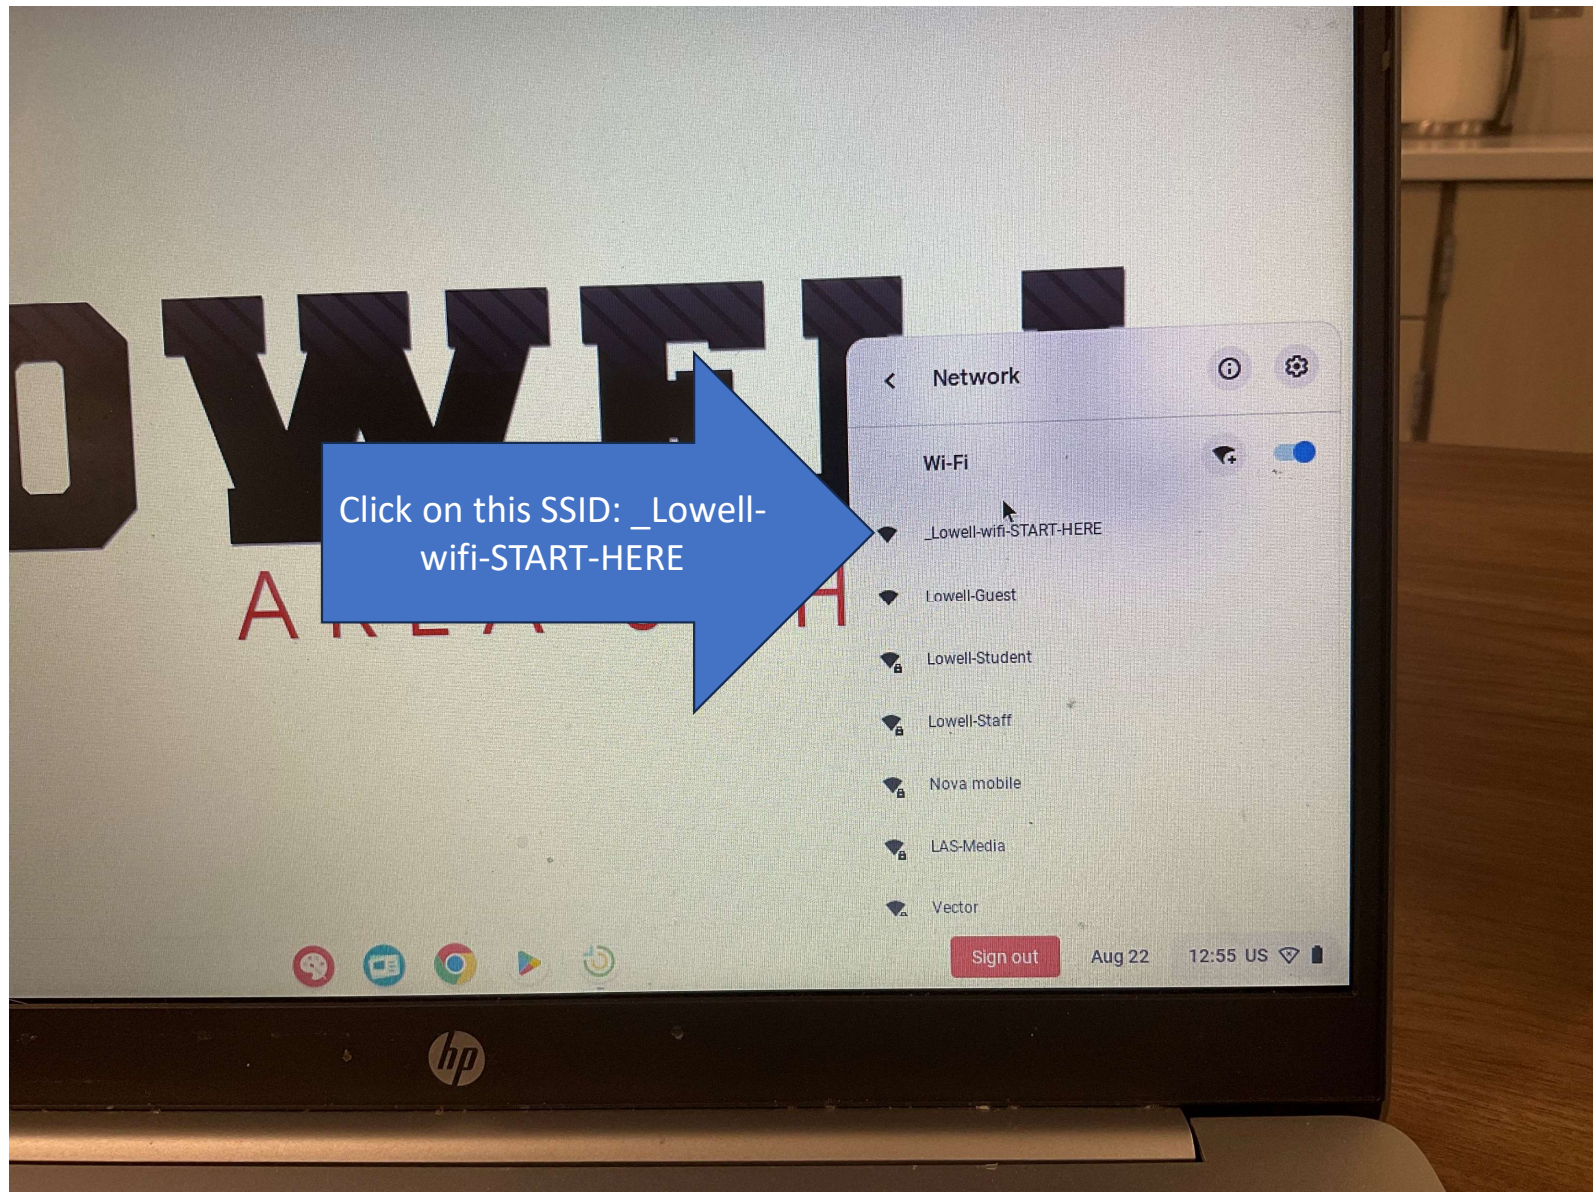 Network
Wi-Fi
Click on this SSID: _Lowell-
wifi-START-HERE
_Lowell-wifi-START-HERE
Lowell-Guest
Lowell-Student
Lowell-Staff
Nova mobile
LAS-Media
Vector
Sign out Aug 22 12:55 US
hp